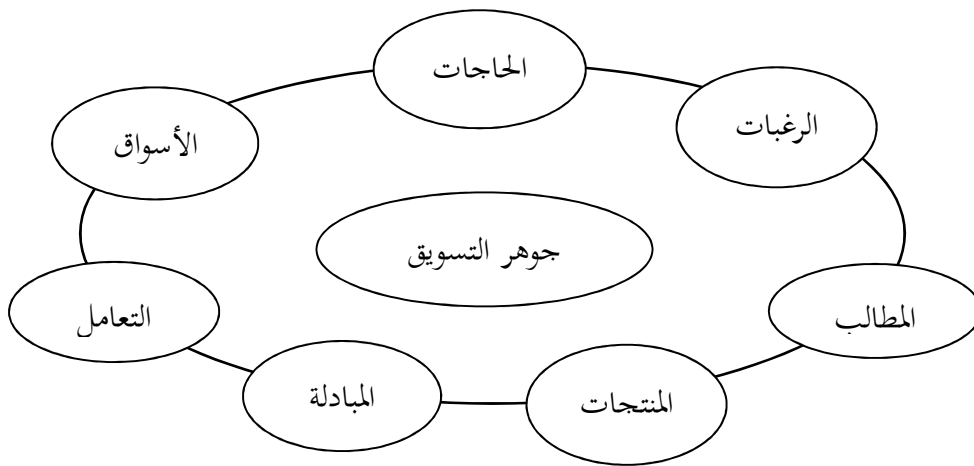 الحاجات
الرغبات
الأسواق
جوهر التسويق
المطالب
التعامل
المنتجات
المبادلة